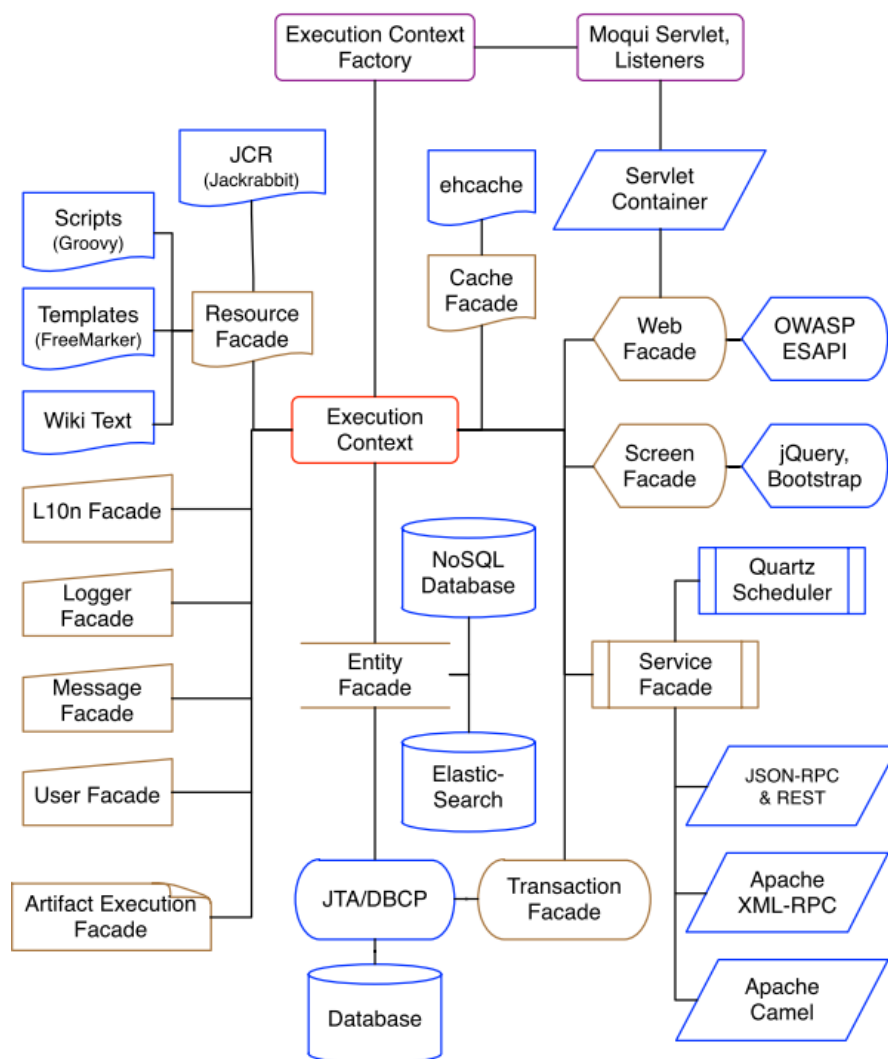 Execution Context
Factory
Moqui Servlet,
Listeners
JCR
(Jackrabbit)
ehcache
Servlet
Container
Scripts
(Groovy)
Cache
Facade
Templates
(FreeMarker)
Resource
Facade
Web
Facade
OWASP
ESAPI
Wiki Text
Execution
Context
Screen
Facade
jQuery,
Bootstrap
L10n Facade
NoSQL
Database
Quartz
Scheduler
Logger
Facade
Entity
Facade
Service
Facade
Message
Facade
User Facade
Elastic-
Search
JSON-RPC
& REST
Artifact Execution
Facade
JTA/DBCP
Transaction
Facade
Apache
XML-RPC
Database
Apache
Camel